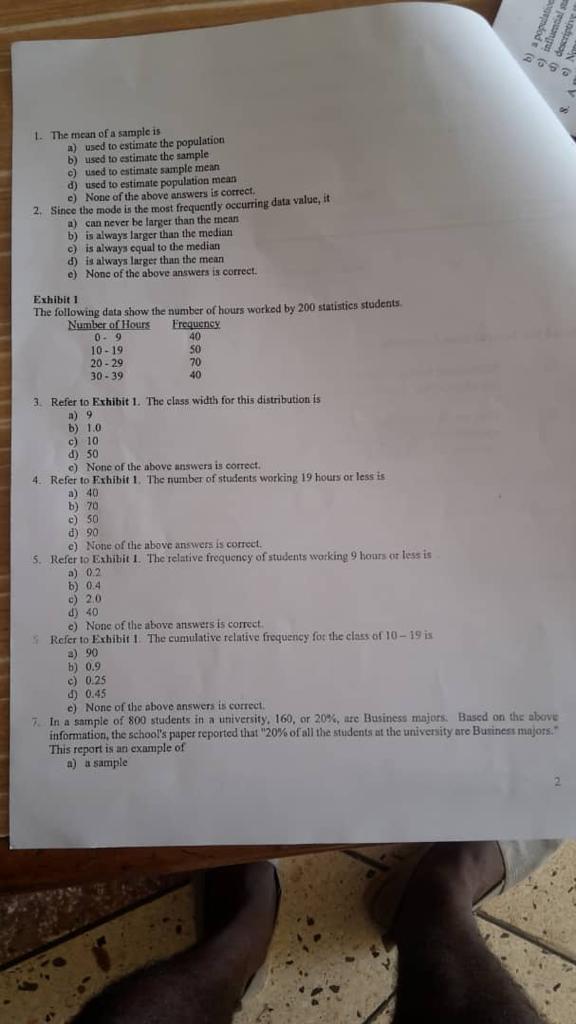 1. The mean of a sample is
a) used to estimate the population
b) used to estimate the sample
c) used to estimate sample mean
d) used to estimate population mean
e) None of the above answers is correct.
2. Since the mode is the most frequently occurring data value, it
a) can never be larger than the mean
b) is always larger than the median
c) is always equal to the median
d) is always larger than the mean
e) None of the above answers is correct.
Exhibit 1
The following data show the number of hours worked by 200 statistics students.
Number of Hours Frequency
0 - 9 40
10 - 19 50
20 - 29 70
30 - 39 40
3. Refer to Exhibit 1. The class width for this distribution is
a) 9
b) 1.0
c) 10
d) 50
e) None of the above answers is correct.
4. Refer to Exhibit 1. The number of students working 19 hours or less is
a) 40
b) 70
c) 50
d) 90
e) None of the above answers is correct.
5. Refer to Exhibit 1. The relative frequency of students working 9 hours or less is
a) 0.2
b) 0.4
c) 2.0
d) 40
e) None of the above answers is correct.
Refer to Exhibit 1. The cumulative relative frequency for the class of 10 – 19 is
a) 90
b) 0.9
c) 0.25
d) 0.45
e) None of the above answers is correct.
7. In a sample of 800 students in a university, 160, or 20%, are Business majors. Based on the above
information, the school's paper reported that "20% of all the students at the university are Business majors."
This report is an example of
a) a sample
2
b) a population
c) influential
d) descriptive
e)
8. A